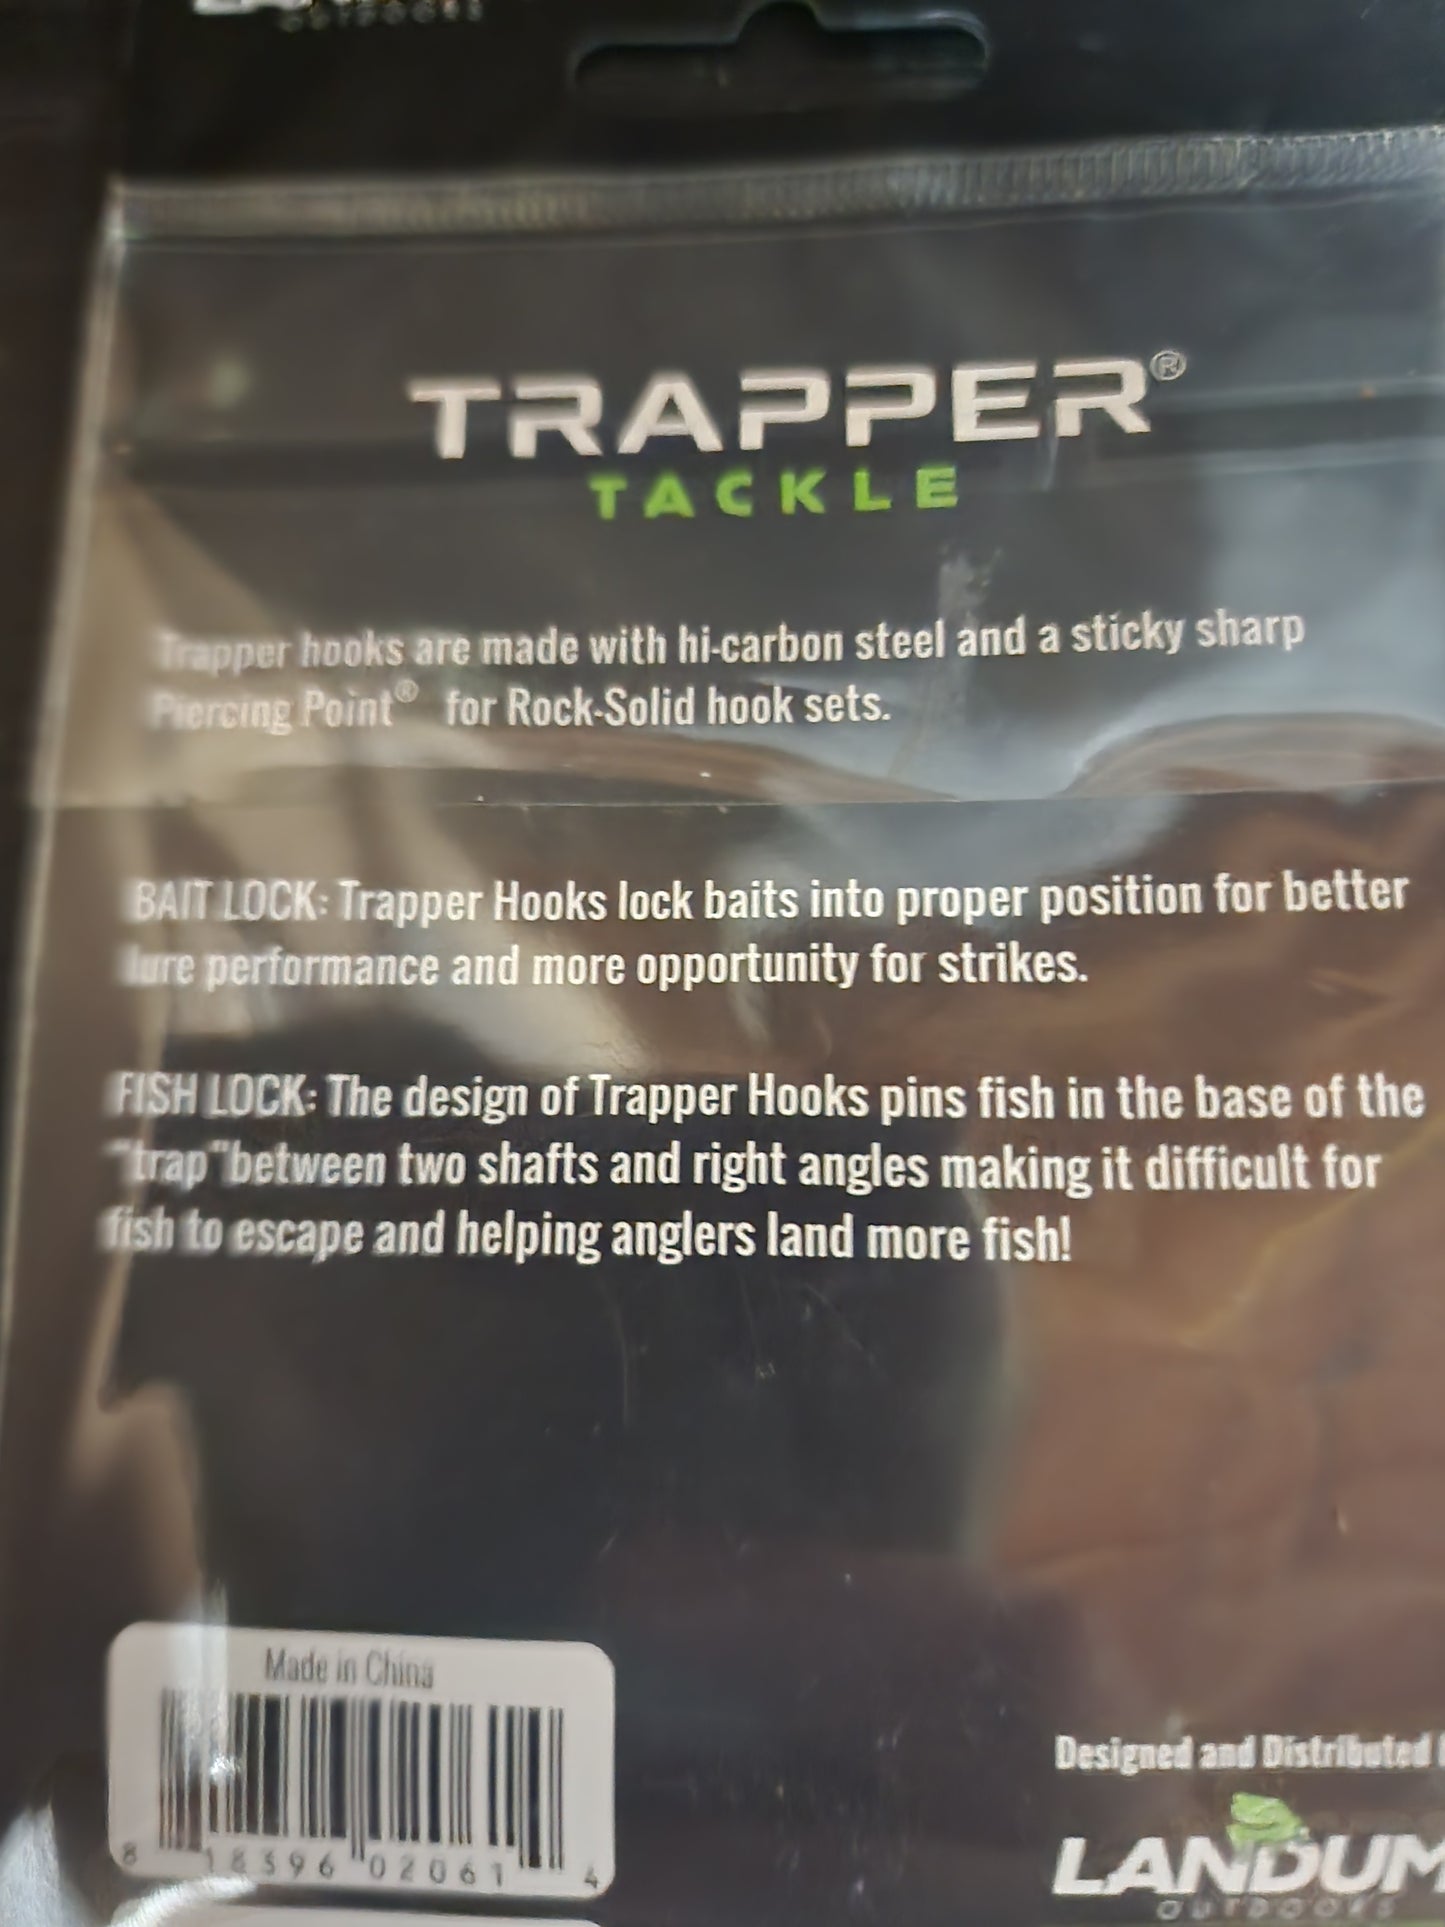 OUTDOORS
TRAPPER®
TACKLE
Trapper hooks are made with hi-carbon steel and a sticky sharp
Piercing Point® for Rock-Solid hook sets.
BAIT LOCK: Trapper Hooks lock baits into proper position for better
lure performance and more opportunity for strikes.
FISH LOCK: The design of Trapper Hooks pins fish in the base of the
"trap"between two shafts and right angles making it difficult for
fish to escape and helping anglers land more fish!
Made in China
8 18396 02061 4
Designed and Distributed
LANDUM
OUTDOORS